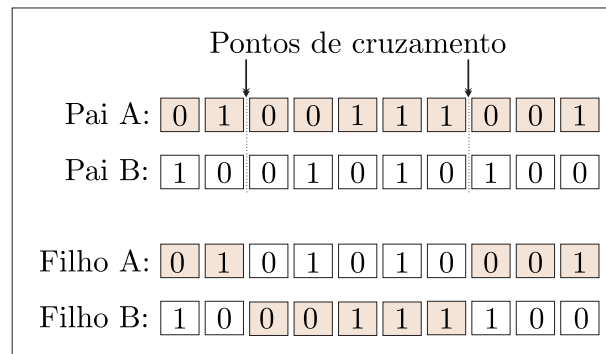 Pontos de cruzamento
Pai A: 0 1 0 0 1 1 1 0 0 1
Pai B: 1 0 0 1 0 1 0 1 0 0
Filho A: 0 1 0 1 0 1 0 0 0 1
Filho B: 1 0 0 0 1 1 1 1 0 0